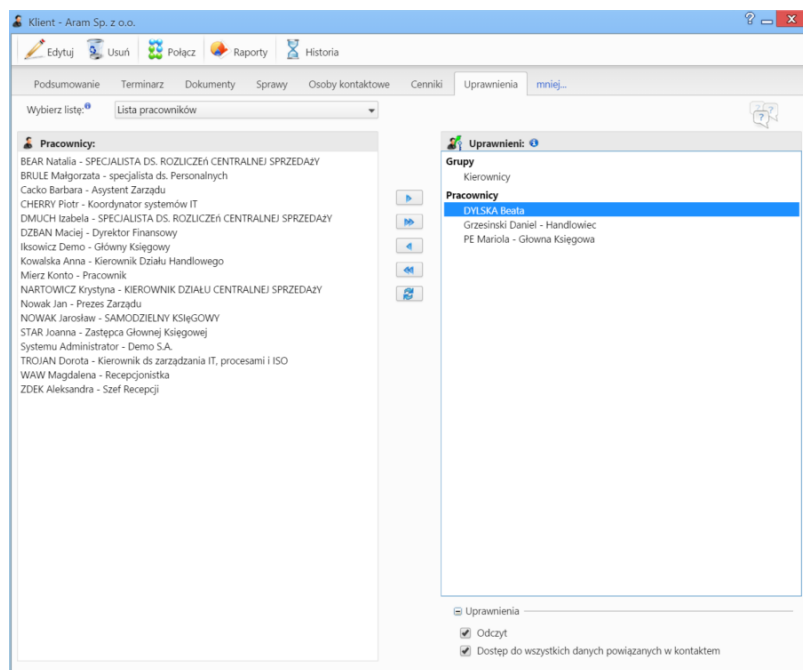 Klient - Aram Sp. z o.o.
Edytuj Usuń Połącz Raporty Historia
Podsumowanie Terminarz Dokumenty Sprawy Osoby kontaktowe Cenniki Uprawnienia mniej...
Wybierz listę: Lista pracowników
Pracownicy:
BEAR Natalia - SPECJALISTA DS. ROZLICZEń CENTRALNEJ SPRZEDAżY
BRULE Małgorzata - specjalista ds. Personalnych
Cacko Barbara - Asystent Zarządu
CHERRY Piotr - Koordynator systemów IT
DMUCH Izabela - SPECJALISTA DS. ROZLICZEń CENTRALNEJ SPRZEDAżY
DZBAN Maciej - Dyrektor Finansowy
Iksowicz Demo - Główny Księgowy
Kowalska Anna - Kierownik Działu Handlowego
Mierz Konto - Pracownik
NARTOWICZ Krystyna - KIEROWNIK DZIAŁU CENTRALNEJ SPRZEDAżY
Nowak Jan - Prezes Zarządu
NOWAK Jarosław - SAMODZIELNY KSIęGOWY
STAR Joanna - Zastępca Głownej Księgowej
Systemu Administrator - Demo S.A.
TROJAN Dorota - Kierownik ds zarządzania IT, procesami i ISO
WAW Magdalena - Recepcjonistka
ZDEK Aleksandra - Szef Recepcji
Uprawnieni:
Grupy
Kierownicy
Pracownicy
DYLSKA Beata
Grzesinski Daniel - Handlowiec
PE Mariola - Głowna Księgowa
Uprawnienia
Odczyt
Dostęp do wszystkich danych powiązanych w kontaktem